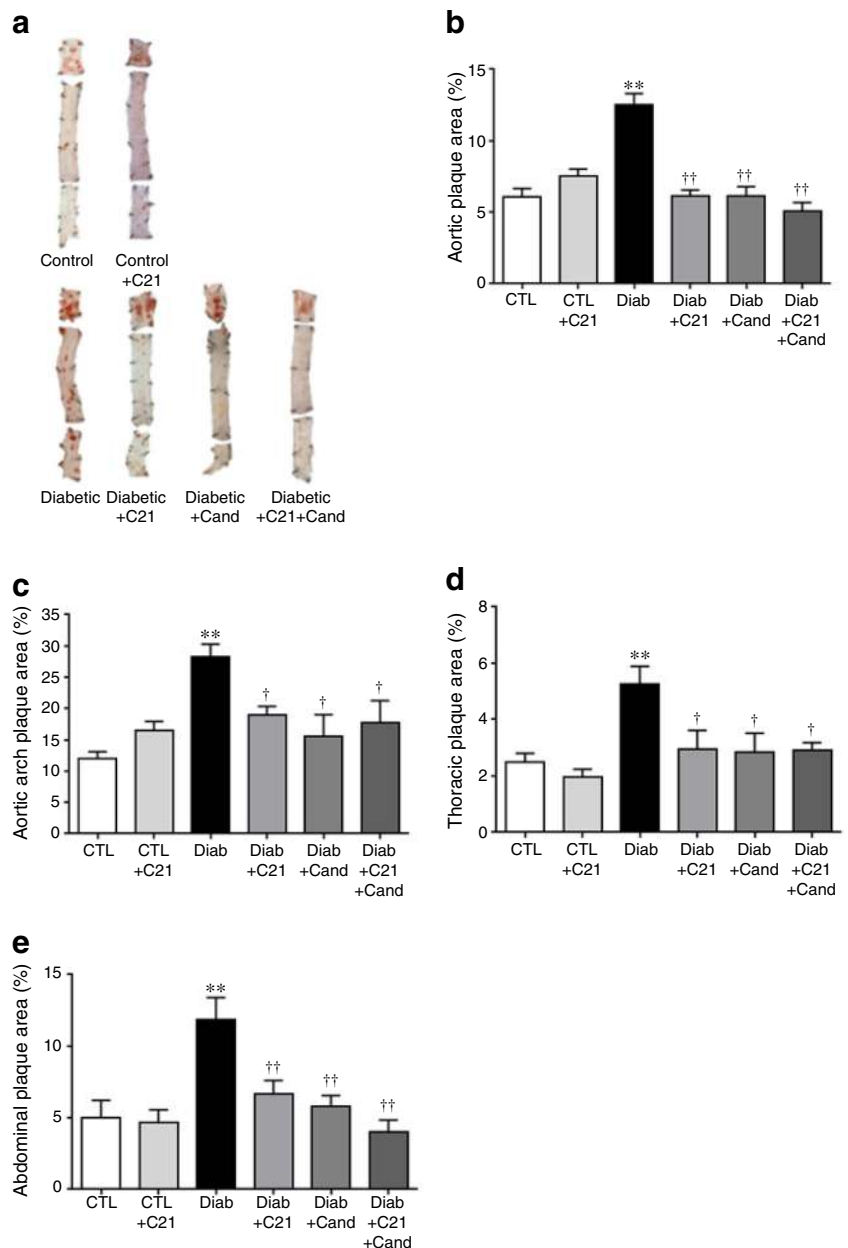 a
Control
Control
+C21
Diabetic
Diabetic
+C21
Diabetic
+Cand
Diabetic
+C21+Cand
b
Aortic plaque area (%)
15
10
5
0
**
††
††
††
CTL
CTL
+C21
Diab
Diab
+C21
Diab
+Cand
Diab
+C21
+Cand
c
Aortic arch plaque area (%)
35
30
25
20
15
10
5
0
**
†
†
†
CTL
CTL
+C21
Diab
Diab
+C21
Diab
+Cand
Diab
+C21
+Cand
d
Thoracic plaque area (%)
8
6
4
2
0
**
†
†
†
CTL
CTL
+C21
Diab
Diab
+C21
Diab
+Cand
Diab
+C21
+Cand
e
Abdominal plaque area (%)
15
10
5
0
**
††
††
††
CTL
CTL
+C21
Diab
Diab
+C21
Diab
+Cand
Diab
+C21
+Cand